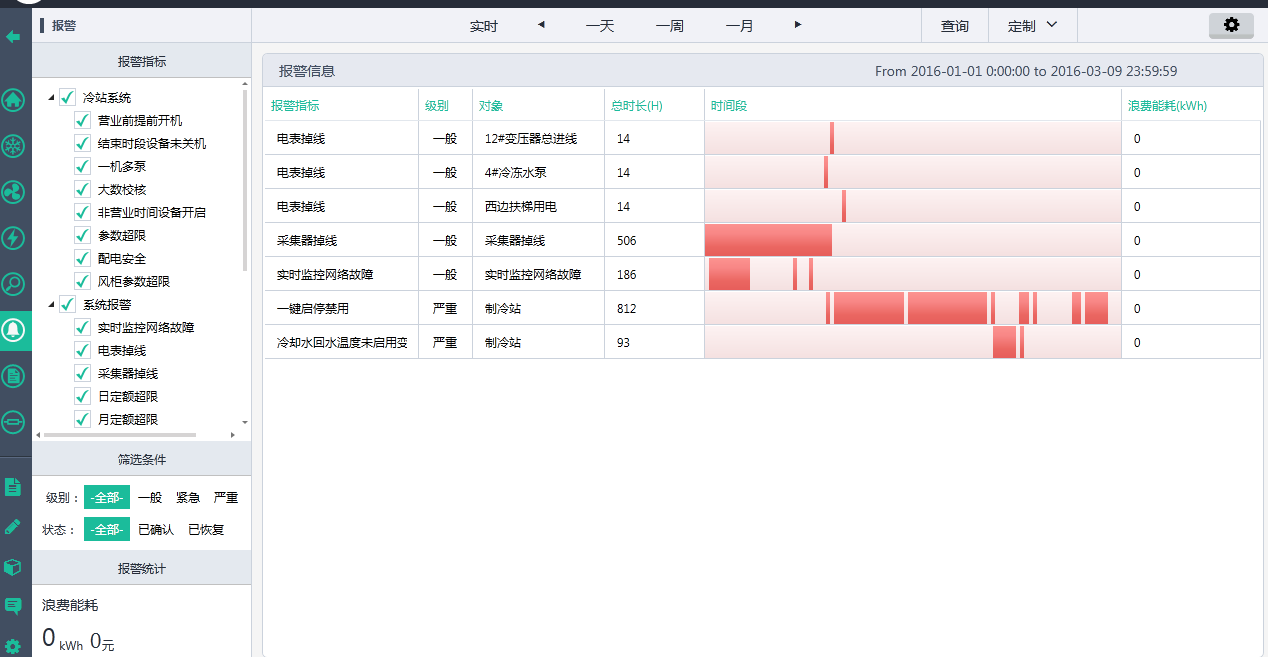 报警
实时 一天 一周 一月 查询 定制
报警指标
冷站系统
营业前提前开机
结束时段设备未关机
一机多泵
大数校核
非营业时间设备开启
参数超限
配电安全
风柜参数超限
系统报警
实时监控网络故障
电表掉线
采集器掉线
日定额超限
月定额超限
筛选条件
级别： -全部- 一般 紧急 严重
状态： -全部- 已确认 已恢复
报警统计
浪费能耗
0 kWh 0元
报警信息 From 2016-01-01 0:00:00 to 2016-03-09 23:59:59
报警指标 级别 对象 总时长(H) 时间段 浪费能耗(kWh)
电表掉线 一般 12#变压器总进线 14 0
电表掉线 一般 4#冷冻水泵 14 0
电表掉线 一般 西边扶梯用电 14 0
采集器掉线 一般 采集器掉线 506 0
实时监控网络故障 一般 实时监控网络故障 186 0
一键启停禁用 严重 制冷站 812 0
冷却水回水温度未启用变 严重 制冷站 93 0